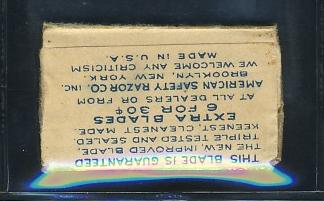 THIS BLADE IS GUARANTEED
THE NEW, IMPROVED BLADE,
TRIPLE TESTED AND SEALED.
KEENEST, CLEANEST MADE.
EXTRA BLADES
6 FOR 30¢
AT ALL DEALERS OR FROM
AMERICAN SAFETY RAZOR CO. INC.
BROOKLYN, NEW YORK.
WE WELCOME ANY CRITICISM
MADE IN U.S.A.